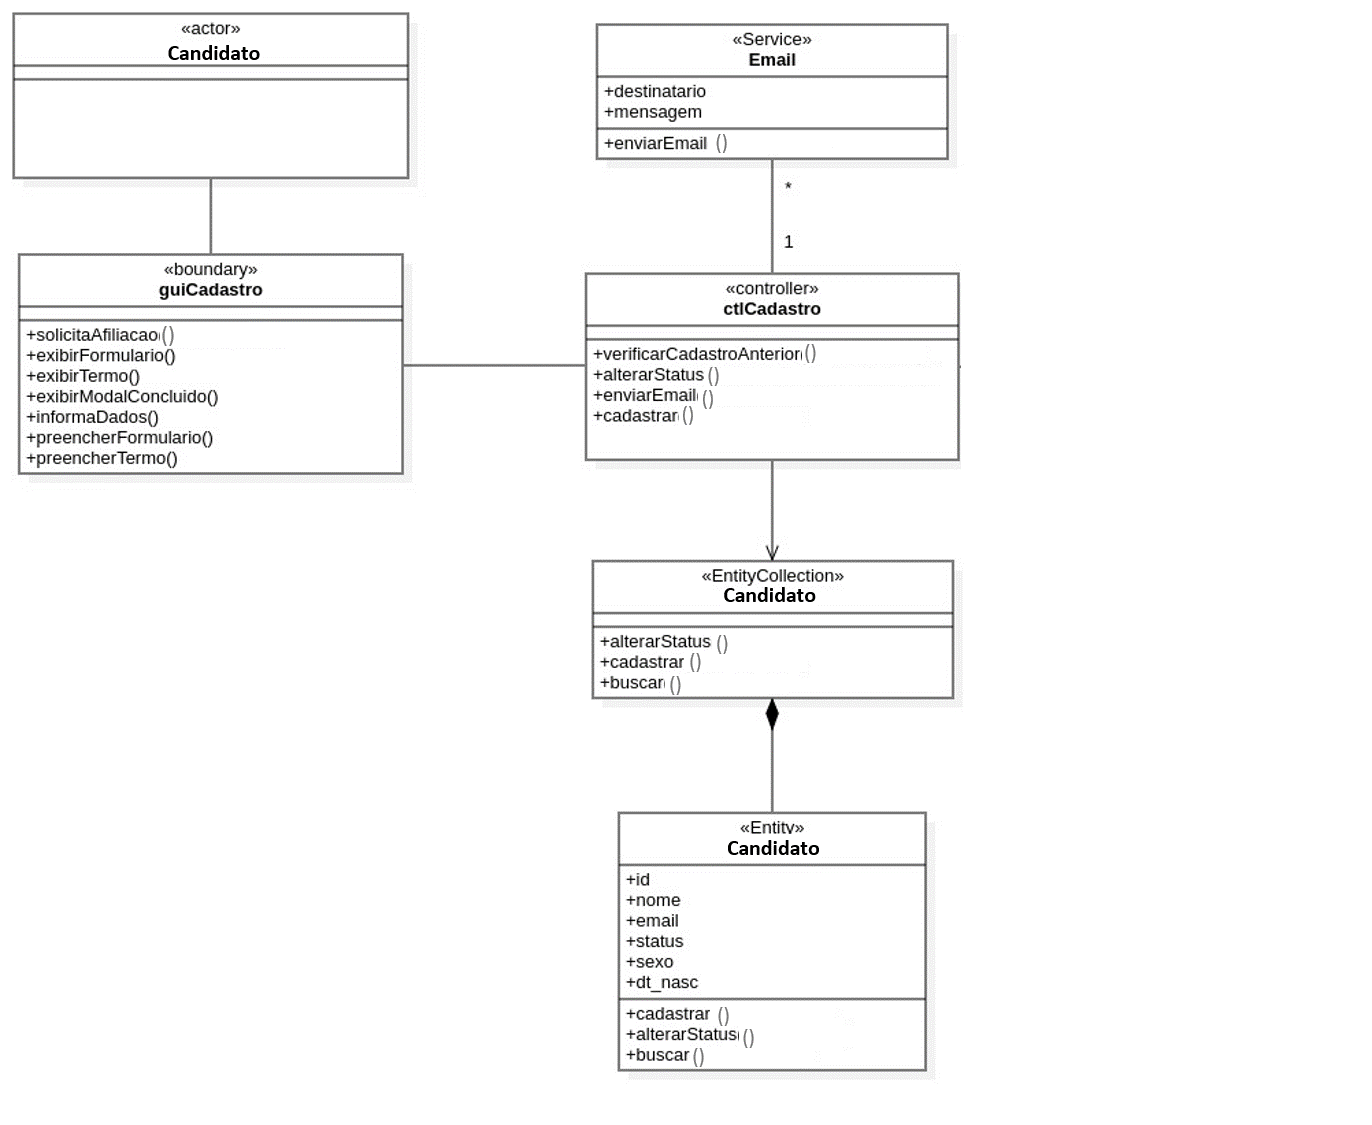 «actor»
Candidato
«Service»
Email
+destinatario
+mensagem
+enviarEmail ()
*
1
«boundary»
guiCadastro
+solicitaAfiliacao()
+exibirFormulario()
+exibirTermo()
+exibirModalConcluido()
+informaDados()
+preencherFormulario()
+preencherTermo()
«controller»
ctlCadastro
+verificarCadastroAnterior()
+alterarStatus ()
+enviarEmail ()
+cadastrar ()
«EntityCollection»
Candidato
+alterarStatus ()
+cadastrar ()
+buscar ()
«Entity»
Candidato
+id
+nome
+email
+status
+sexo
+dt_nasc
+cadastrar ()
+alterarStatus ()
+buscar ()